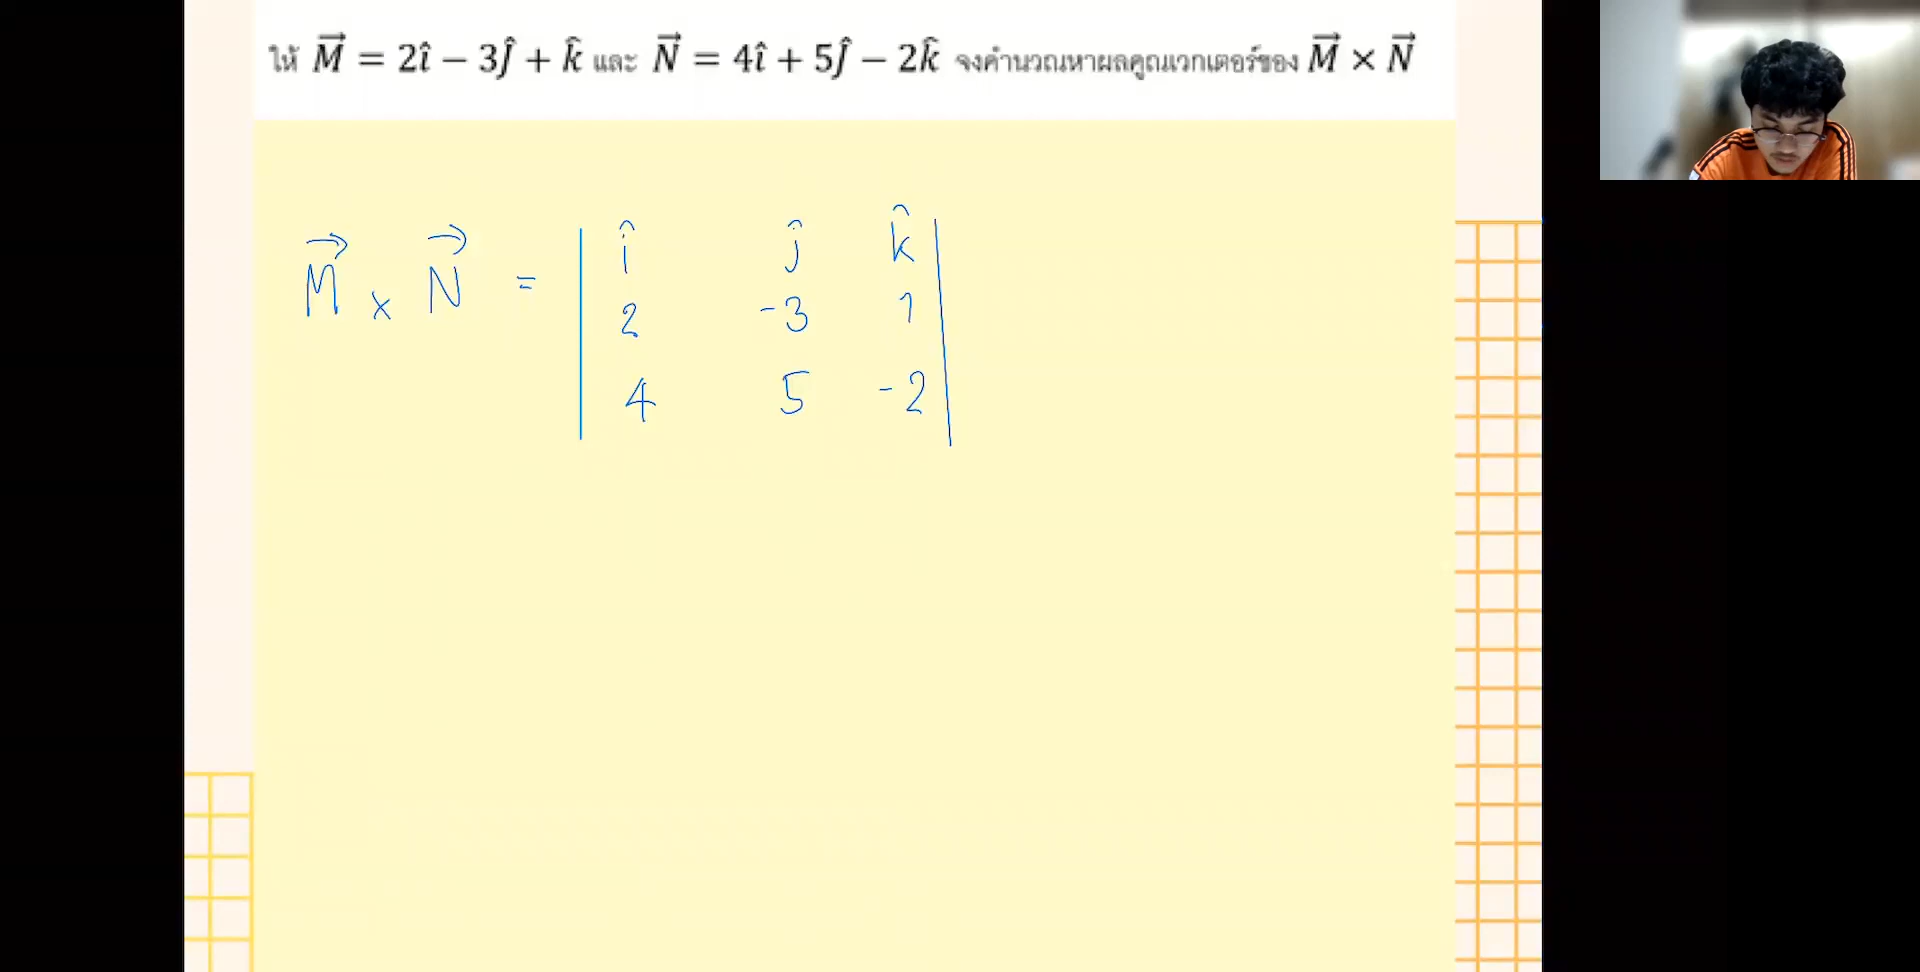 ให้ M⃗ = 2î − 3ĵ + k̂ และ N⃗ = 4î + 5ĵ − 2k̂ จงคำนวณหาผลคูณเวกเตอร์ของ M⃗ × N⃗
M⃗ × N⃗ = | î ĵ k̂ |
2 -3 1
4 5 -2